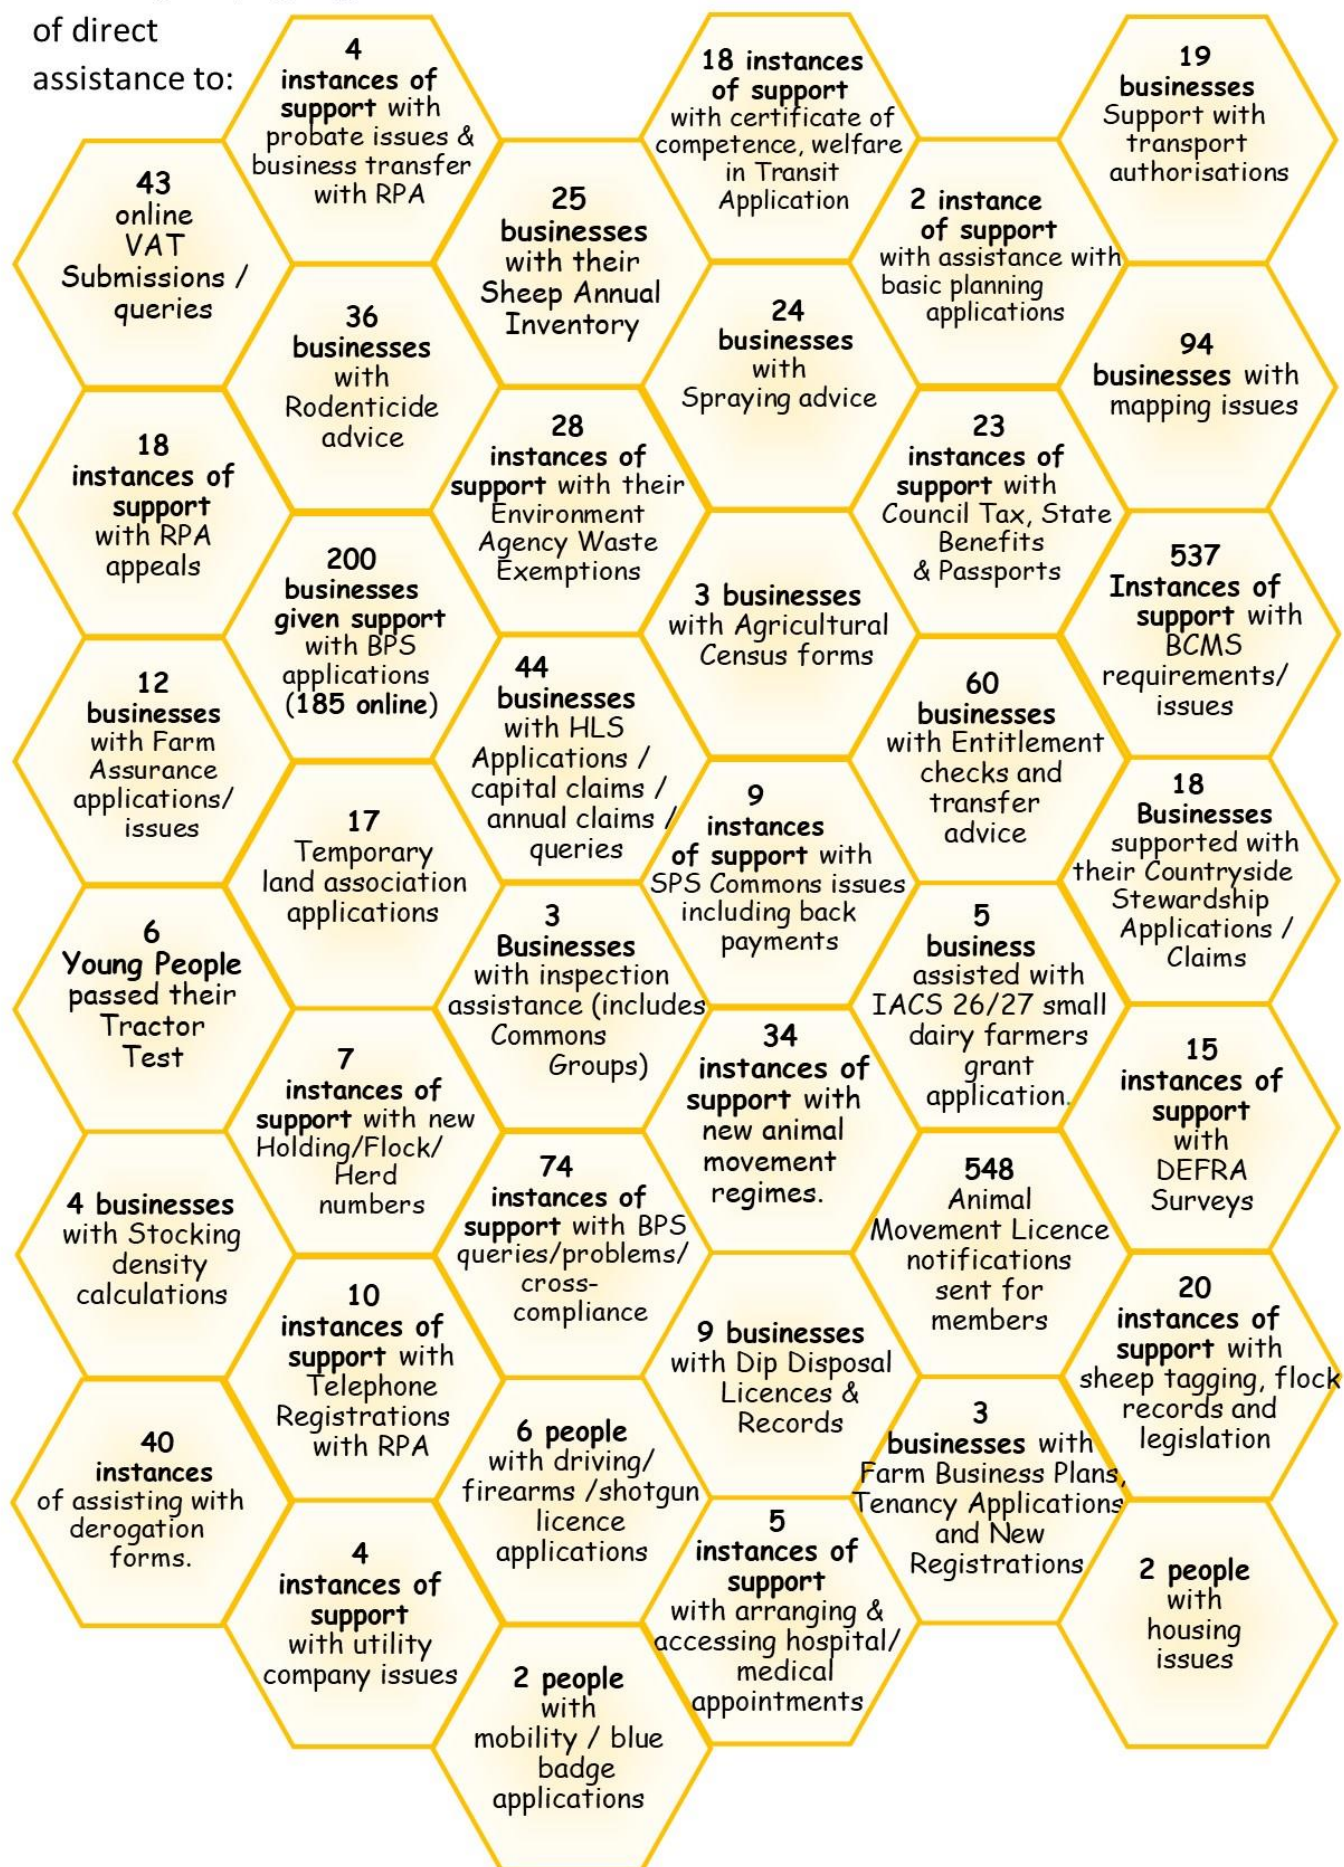 of direct
assistance to:
4
instances of
support with
probate issues &
business transfer
with RPA
18 instances
of support
with certificate of
competence, welfare
in Transit
Application
19
businesses
Support with
transport
authorisations
43
online
VAT
Submissions /
queries
25
businesses
with their
Sheep Annual
Inventory
2 instance
of support
with assistance with
basic planning
applications
36
businesses
with
Rodenticide
advice
24
businesses
with
Spraying advice
94
businesses with
mapping issues
18
instances of
support
with RPA
appeals
28
instances of
support with their
Environment
Agency Waste
Exemptions
23
instances of
support with
Council Tax, State
Benefits
& Passports
200
businesses
given support
with BPS
applications
(185 online)
3 businesses
with Agricultural
Census forms
537
Instances of
support with
BCMS
requirements/
issues
12
businesses
with Farm
Assurance
applications/
issues
44
businesses
with HLS
Applications /
capital claims /
annual claims /
queries
60
businesses
with Entitlement
checks and
transfer
advice
17
Temporary
land association
applications
9
instances
of support with
SPS Commons issues
including back
payments
18
Businesses
supported with
their Countryside
Stewardship
Applications /
Claims
6
Young People
passed their
Tractor
Test
3
Businesses
with inspection
assistance (includes
Commons
Groups)
5
business
assisted with
IACS 26/27 small
dairy farmers
grant
application.
7
instances of
support with new
Holding/Flock/
Herd
numbers
34
instances of
support with
new animal
movement
regimes.
15
instances of
support
with
DEFRA
Surveys
4 businesses
with Stocking
density
calculations
74
instances of
support with BPS
queries/problems/
cross-
compliance
548
Animal
Movement Licence
notifications
sent for
members
10
instances of
support with
Telephone
Registrations
with RPA
9 businesses
with Dip Disposal
Licences &
Records
20
instances of
support with
sheep tagging, flock
records and
legislation
40
instances
of assisting with
derogation
forms.
6 people
with driving/
firearms /shotgun
licence
applications
3
businesses with
Farm Business Plans,
Tenancy Applications
and New
Registrations
4
instances of
support
with utility
company issues
5
instances of
support
with arranging &
accessing hospital/
medical
appointments
2 people
with
housing
issues
2 people
with
mobility / blue
badge
applications